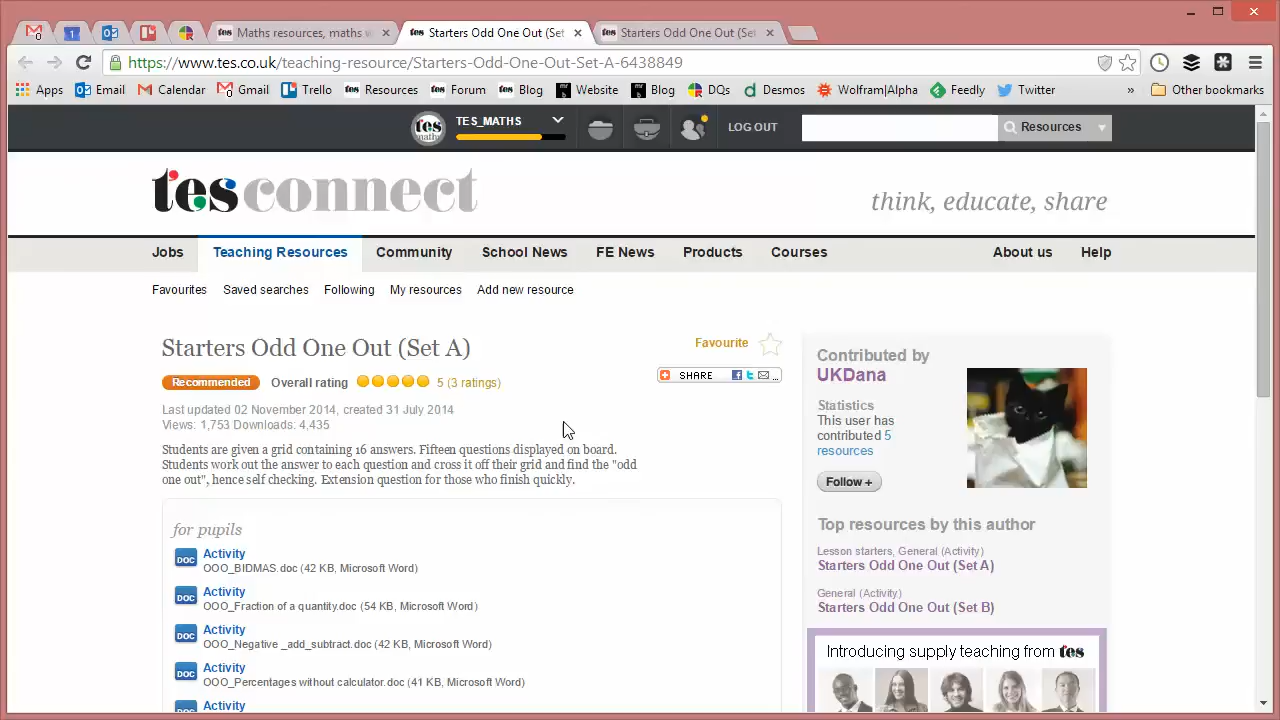 Maths resources, maths w
Starters Odd One Out (Set
Starters Odd One Out (Set
https://www.tes.co.uk/teaching-resource/Starters-Odd-One-Out-Set-A-6438849
Apps Email Calendar Gmail Trello Resources Forum Blog Website Blog DQs Desmos Wolfram|Alpha Feedly Twitter » Other bookmarks
tes maths TES_MATHS LOG OUT Resources
tes connect
think, educate, share
Jobs Teaching Resources Community School News FE News Products Courses About us Help
Favourites Saved searches Following My resources Add new resource
Starters Odd One Out (Set A)
Favourite
Recommended Overall rating 5 (3 ratings)
SHARE ...
Last updated 02 November 2014, created 31 July 2014
Views: 1,753 Downloads: 4,435
Students are given a grid containing 16 answers. Fifteen questions displayed on board.
Students work out the answer to each question and cross it off their grid and find the "odd
one out", hence self checking. Extension question for those who finish quickly.
for pupils
DOC Activity
OOO_BIDMAS.doc (42 KB, Microsoft Word)
DOC Activity
OOO_Fraction of a quantity.doc (54 KB, Microsoft Word)
DOC Activity
OOO_Negative _add_subtract.doc (42 KB, Microsoft Word)
DOC Activity
OOO_Percentages without calculator.doc (41 KB, Microsoft Word)
Activity
Contributed by
UKDana
Statistics
This user has
contributed 5
resources
Follow +
Top resources by this author
Lesson starters, General (Activity)
Starters Odd One Out (Set A)
General (Activity)
Starters Odd One Out (Set B)
Introducing supply teaching from tes